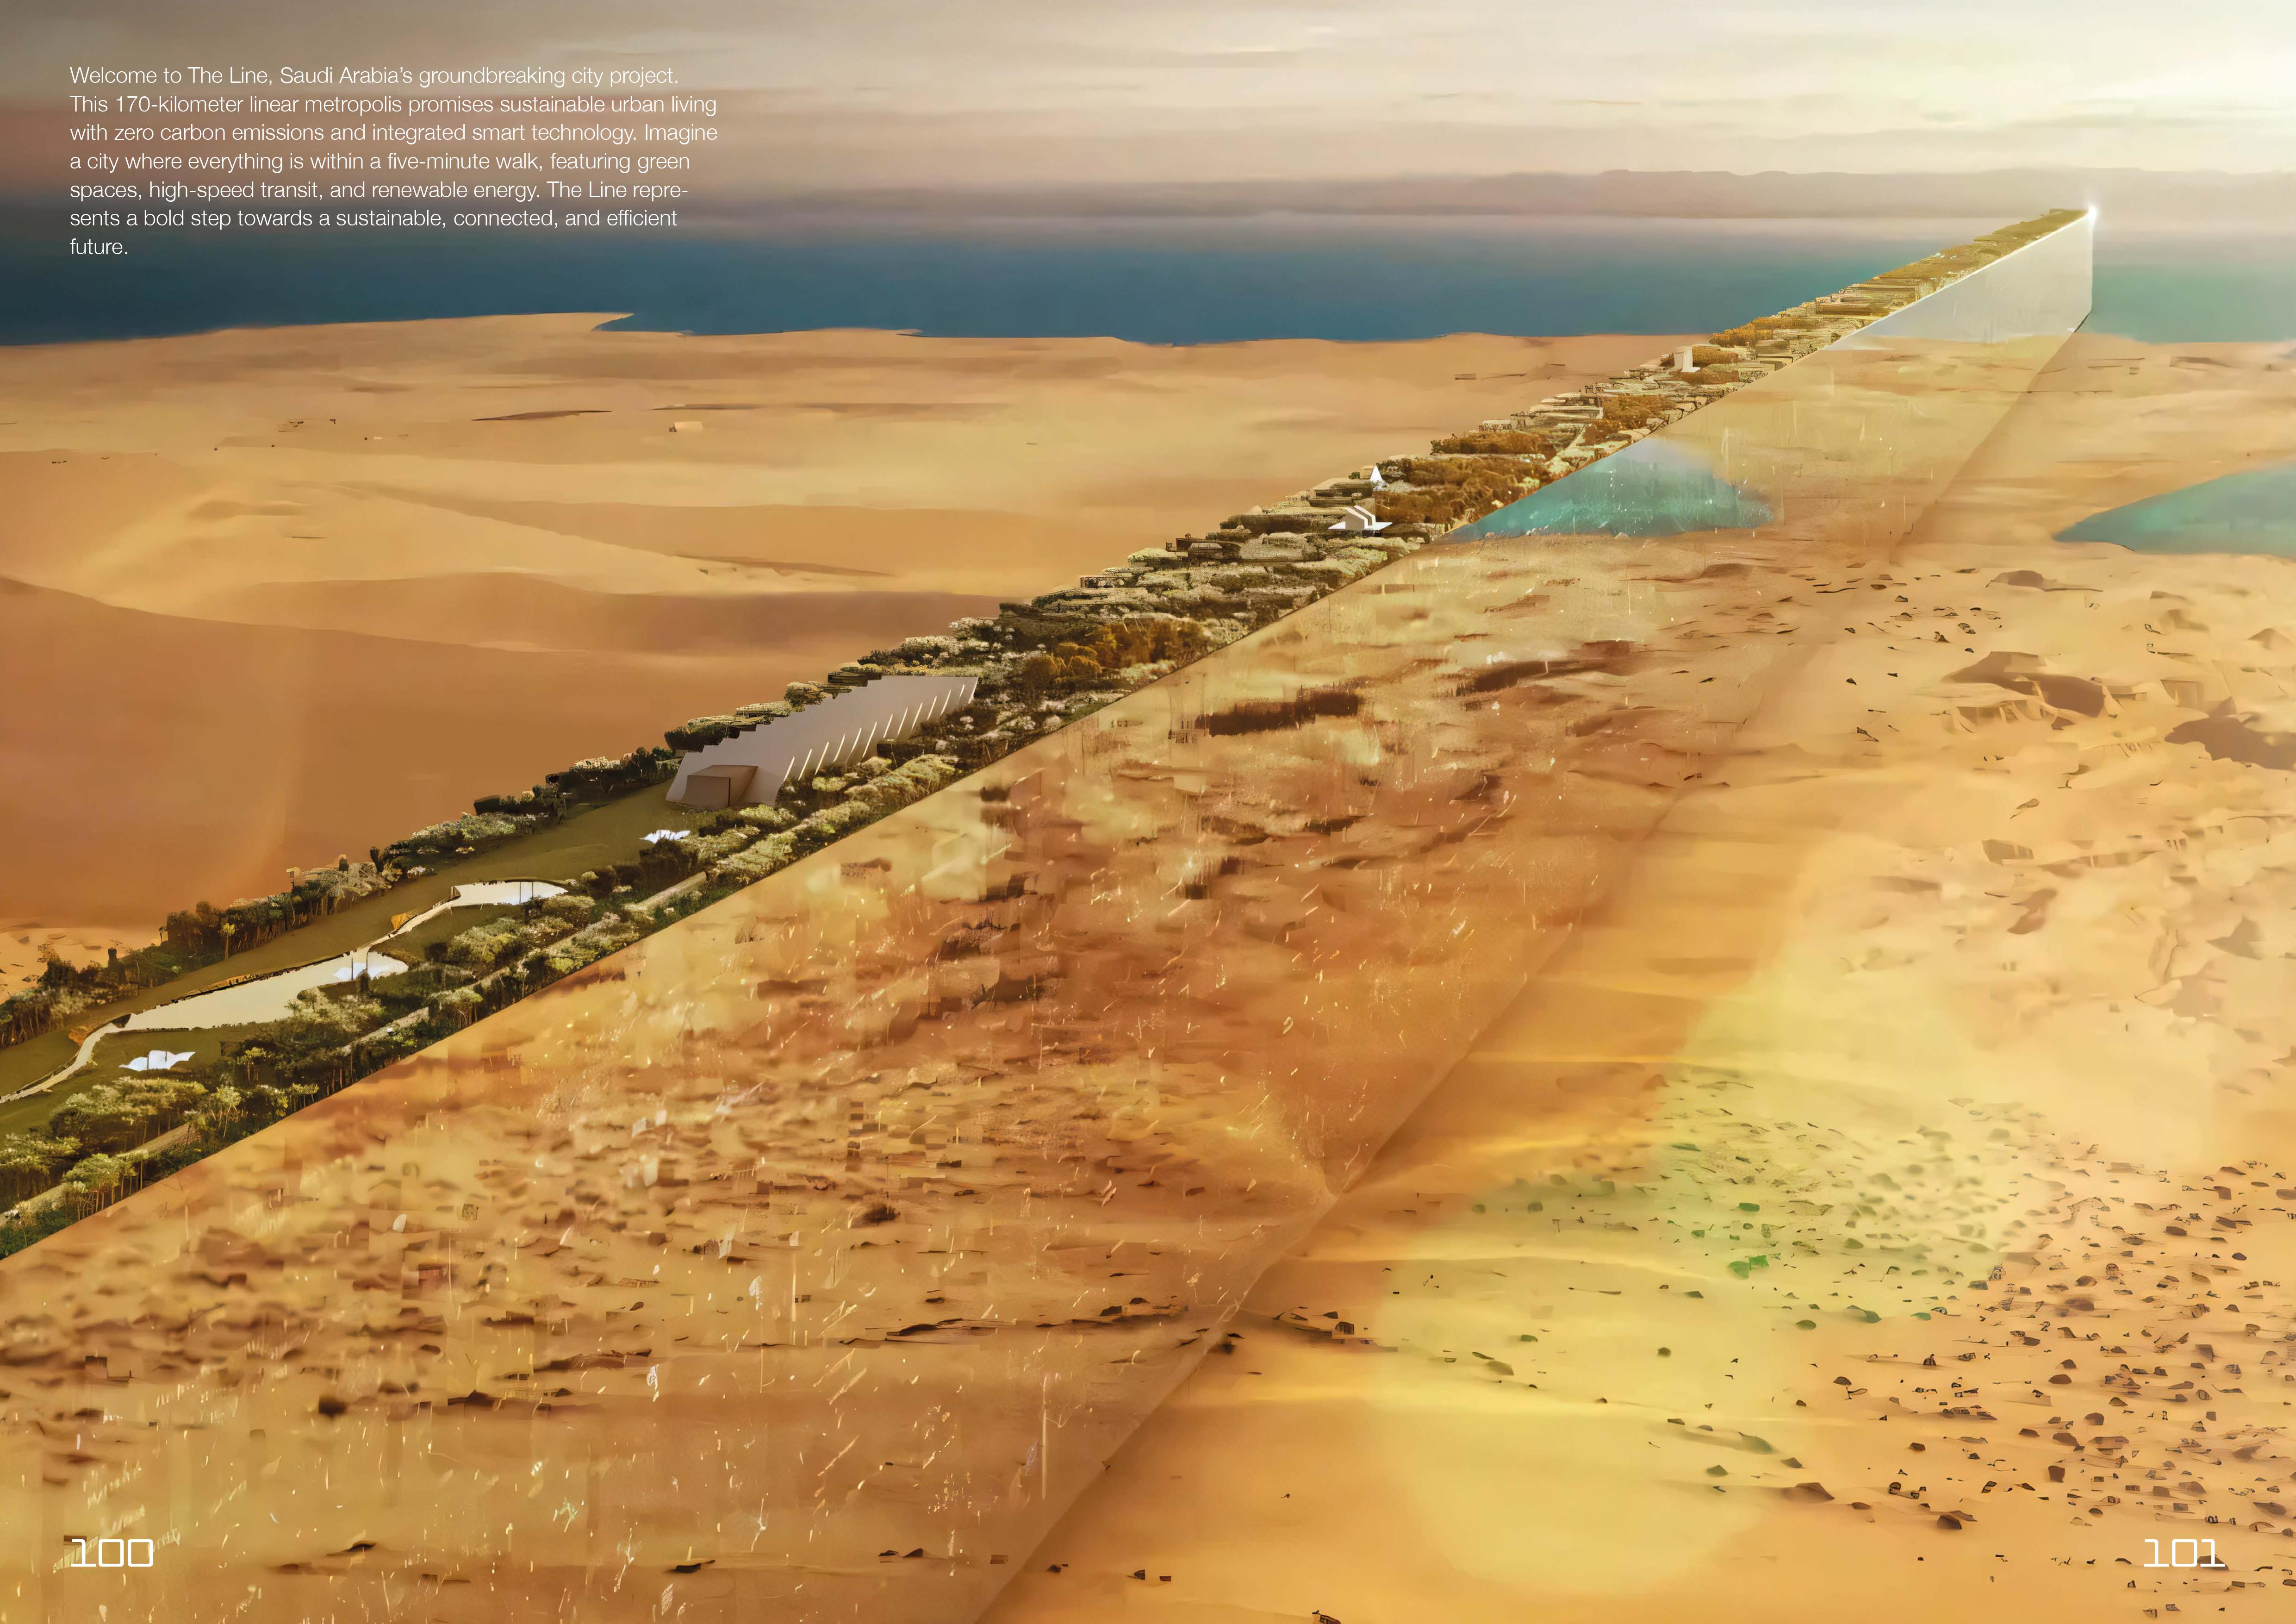 Welcome to The Line, Saudi Arabia’s groundbreaking city project.
This 170-kilometer linear metropolis promises sustainable urban living
with zero carbon emissions and integrated smart technology. Imagine
a city where everything is within a five-minute walk, featuring green
spaces, high-speed transit, and renewable energy. The Line repre-
sents a bold step towards a sustainable, connected, and efficient
future.
100
101